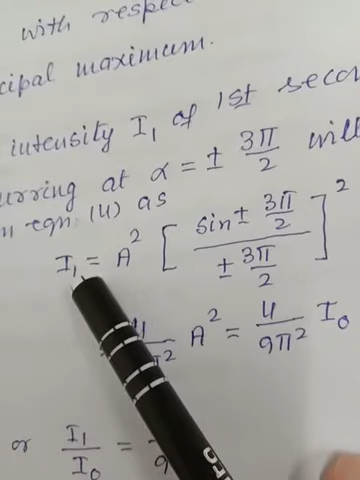 with respec
cipal maximum.
intensity I₁ of 1st secon
urring at α = ± 3π/2 will
eqn. (4) as
I₁ = A² [ sin ± 3π/2 / ± 3π/2 ]²
A² = 4/9π² I₀
or I₁/I₀ =